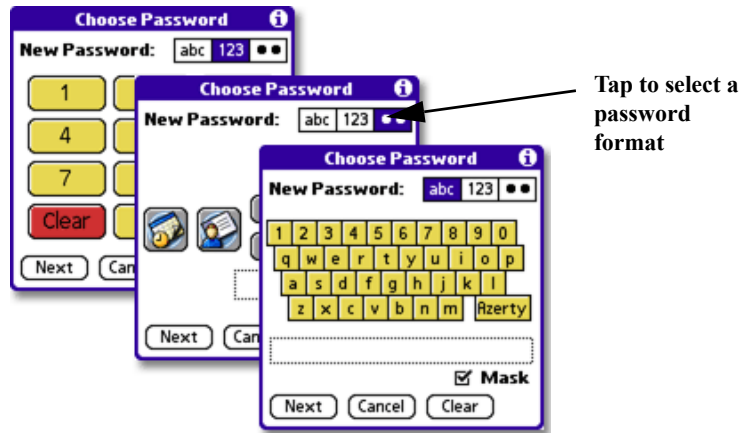 Choose Password
New Password: abc 123
1
4
7
Clear
Next
Choose Password
New Password: abc 123
Next
Choose Password
New Password: abc 123
1 2 3 4 5 6 7 8 9 0
q w e r t y u i o p
a s d f g h j k l
z x c v b n m Azerty
Mask
Next Cancel Clear
Tap to select a
password
format